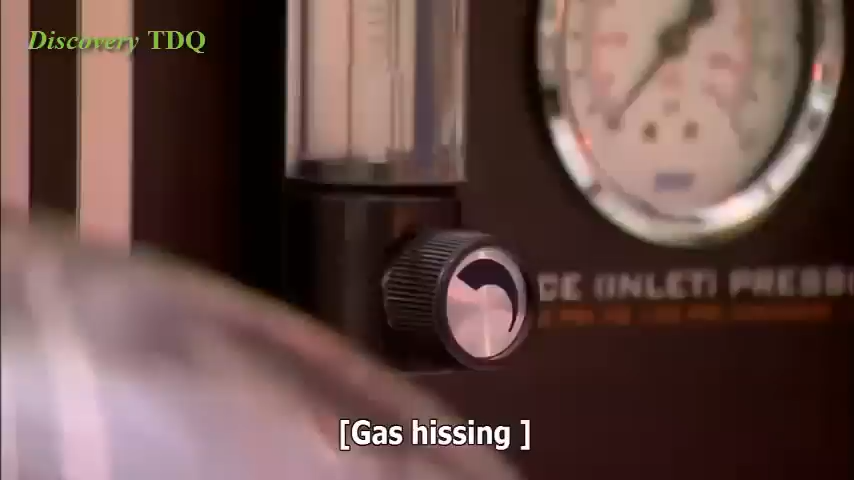 Discovery TDQ
CE (INLET) PRESS
[Gas hissing ]